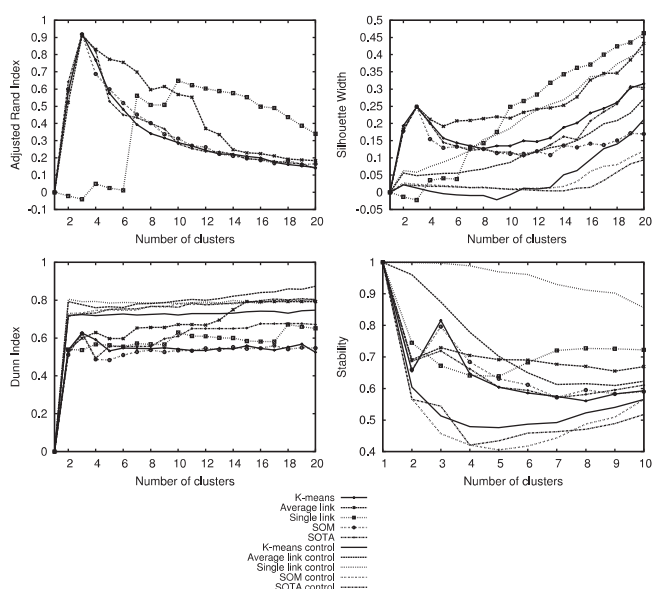 Adjusted Rand Index
1
0.9
0.8
0.7
0.6
0.5
0.4
0.3
0.2
0.1
0
-0.1
2 4 6 8 10 12 14 16 18 20
Number of clusters
Silhouette Width
0.5
0.45
0.4
0.35
0.3
0.25
0.2
0.15
0.1
0.05
0
-0.05
2 4 6 8 10 12 14 16 18 20
Number of clusters
Dunn Index
1
0.8
0.6
0.4
0.2
0
2 4 6 8 10 12 14 16 18 20
Number of clusters
Stability
1
0.9
0.8
0.7
0.6
0.5
0.4
1 2 3 4 5 6 7 8 9 10
Number of clusters
K-means
Average link
Single link
SOM
SOTA
K-means control
Average link control
Single link control
SOM control
SOTA control